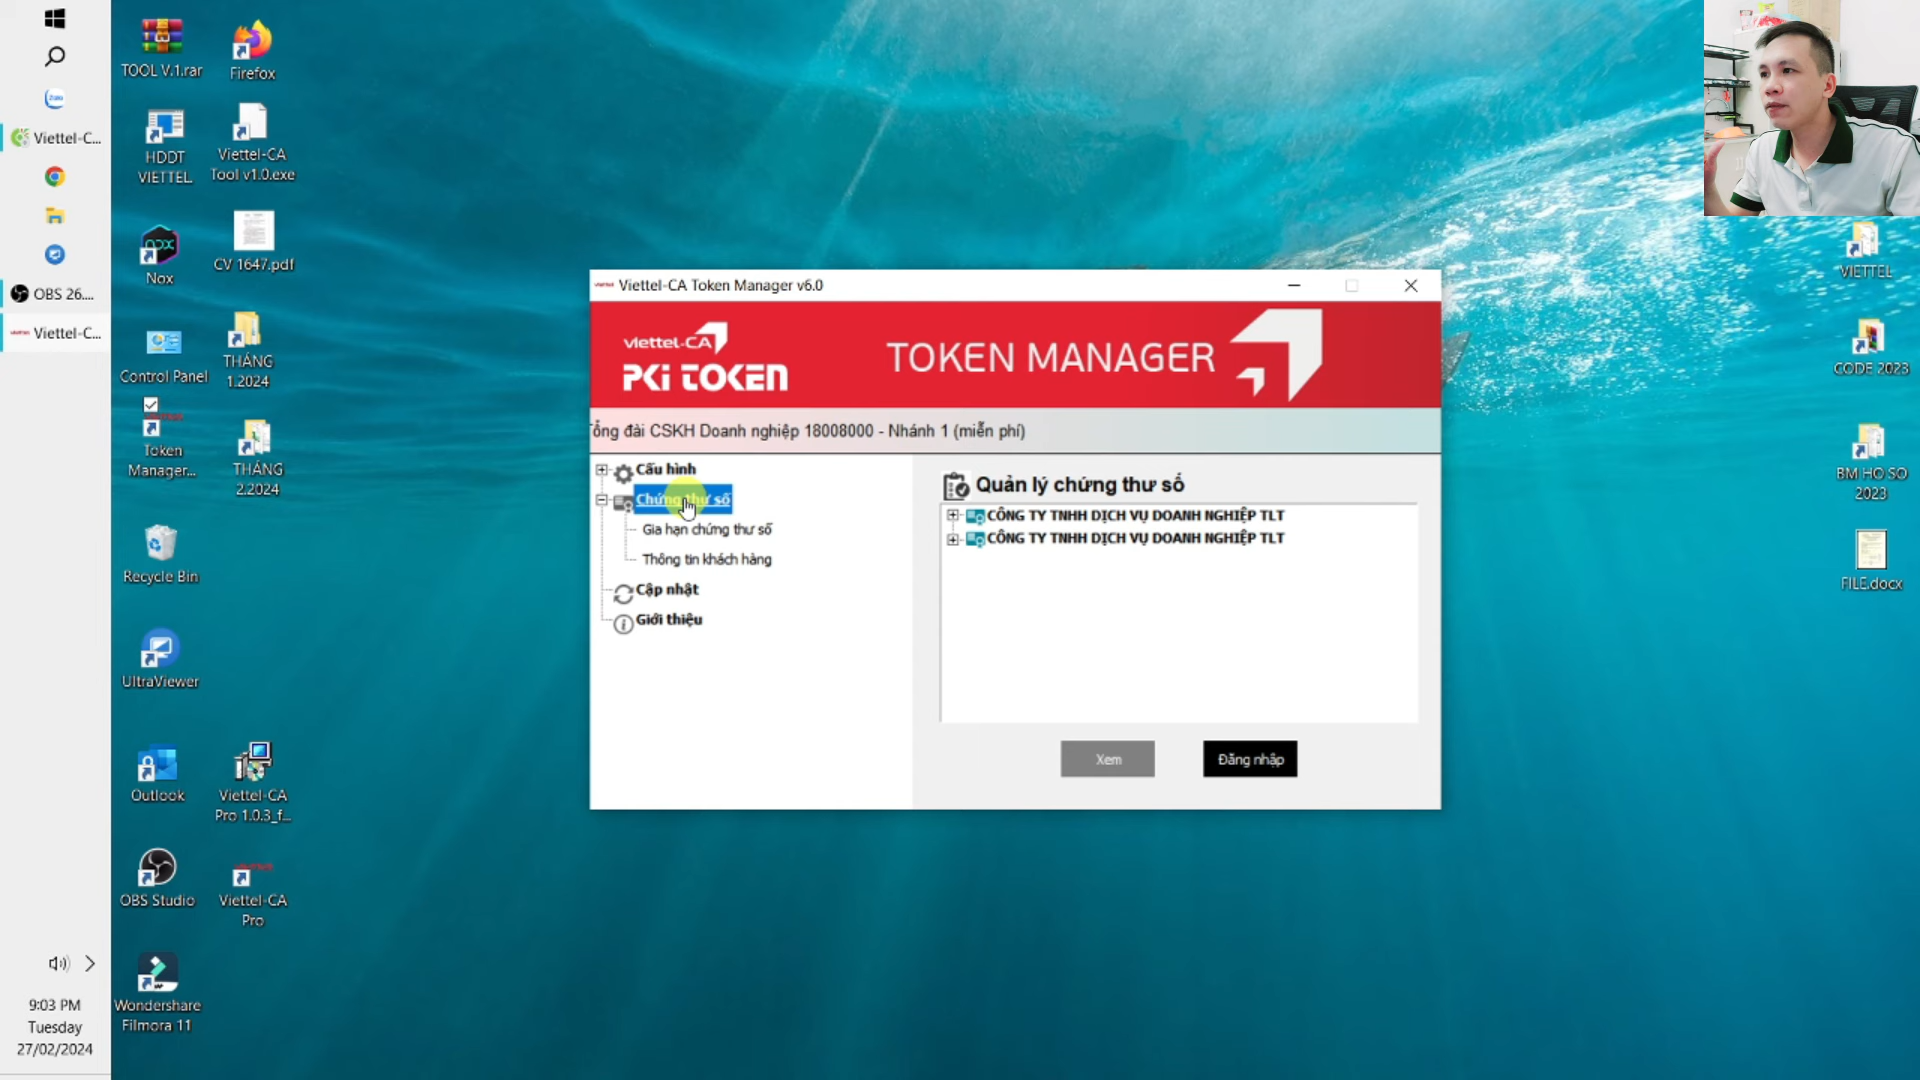 TOOL V.1.rar
Firefox
HDDT
VIETTEL
Viettel-CA
Tool v1.0.exe
Viettel-C...
Nox
CV 1647.pdf
OBS 26....
Viettel-C...
Control Panel
THÁNG
1.2024
Token
Manager...
THÁNG
2.2024
Recycle Bin
UltraViewer
Outlook
Viettel-CA
Pro 1.0.3_f...
OBS Studio
Viettel-CA
Pro
Wondershare
Filmora 11
9:03 PM
Tuesday
27/02/2024
Viettel-CA Token Manager v6.0
viettel-CA
PKi TOKEN
TOKEN MANAGER
Tổng đài CSKH Doanh nghiệp 18008000 - Nhánh 1 (miễn phí)
Cấu hình
Chứng thư số
Gia hạn chứng thư số
Thông tin khách hàng
Cập nhật
Giới thiệu
Quản lý chứng thư số
CÔNG TY TNHH DỊCH VỤ DOANH NGHIỆP TLT
CÔNG TY TNHH DỊCH VỤ DOANH NGHIỆP TLT
Xem
Đăng nhập
VIETTEL
CODE 2023
BM HO SO
2023
FILE.docx